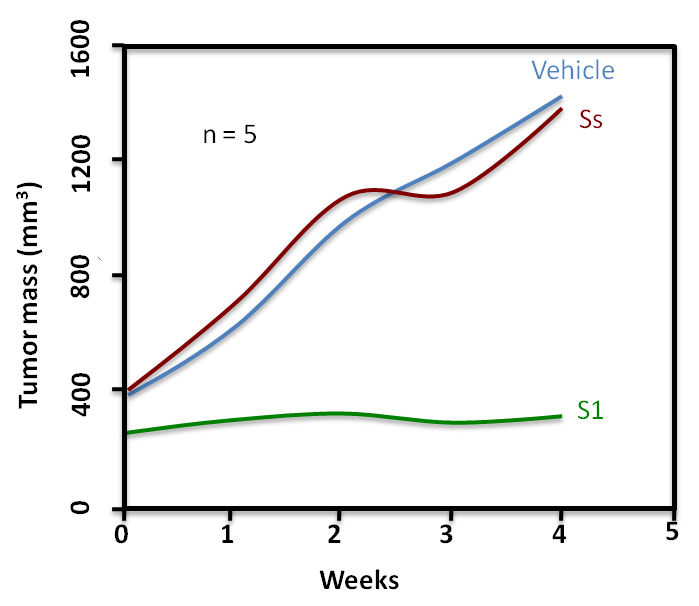 1600
1200
800
400
0
Tumor mass (mm³)
n = 5
Vehicle
Ss
S1
0 1 2 3 4 5
Weeks